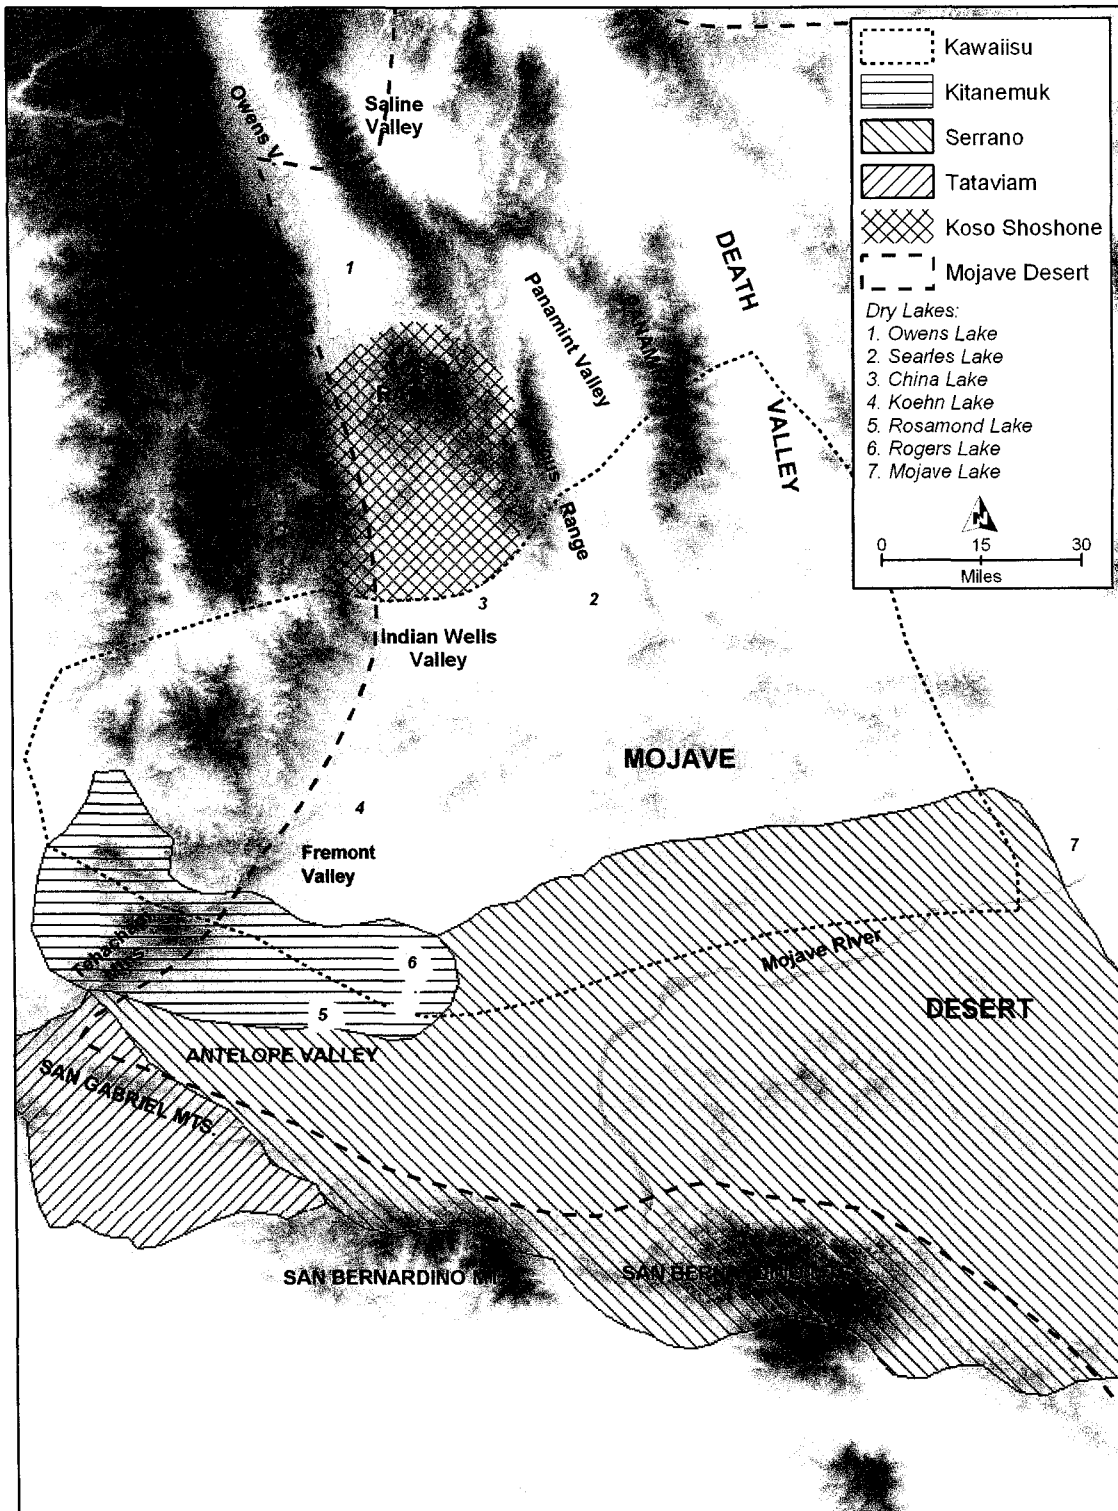 Kawaiisu
Kitanemuk
Serrano
Tataviam
Koso Shoshone
Mojave Desert
Dry Lakes:
1. Owens Lake
2. Searles Lake
3. China Lake
4. Koehn Lake
5. Rosamond Lake
6. Rogers Lake
7. Mojave Lake
N
0 15 30
Miles
Owens V.
Saline
Valley
1
DEATH
VALLEY
Panamint Valley
Range
3
2
Indian Wells
Valley
MOJAVE
4
Fremont
Valley
7
6
Mojave River
5
DESERT
ANTELOPE VALLEY
SAN GABRIEL MTS.
SAN BERNARDINO
SAN